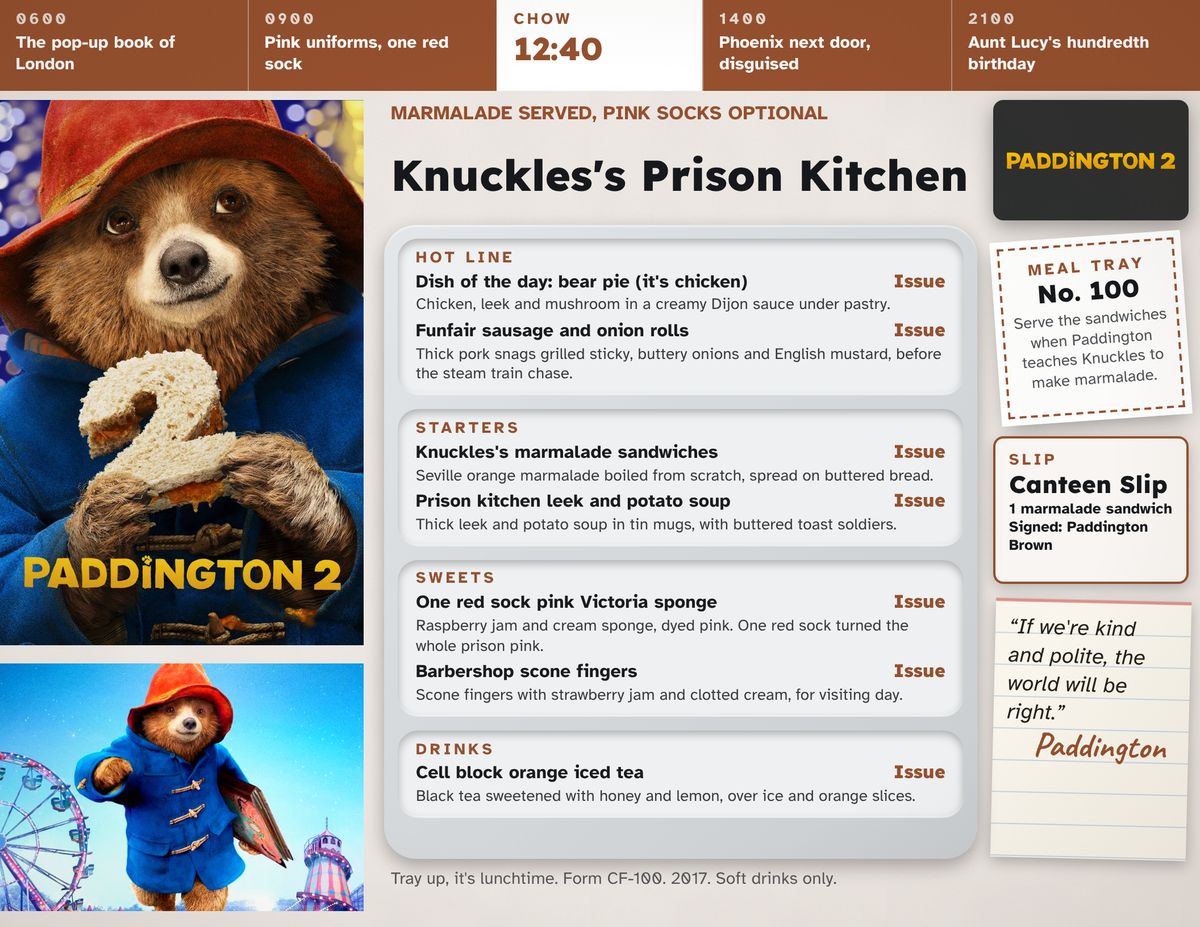 0600
The pop-up book of
London
0900
Pink uniforms, one red
sock
CHOW
12:40
1400
Phoenix next door,
disguised
2100
Aunt Lucy's hundredth
birthday
2
PADDiNGTON 2
MARMALADE SERVED, PINK SOCKS OPTIONAL
Knuckles's Prison Kitchen
HOT LINE
Dish of the day: bear pie (it's chicken) Issue
Chicken, leek and mushroom in a creamy Dijon sauce under pastry.
Funfair sausage and onion rolls Issue
Thick pork snags grilled sticky, buttery onions and English mustard, before
the steam train chase.
STARTERS
Knuckles's marmalade sandwiches Issue
Seville orange marmalade boiled from scratch, spread on buttered bread.
Prison kitchen leek and potato soup Issue
Thick leek and potato soup in tin mugs, with buttered toast soldiers.
SWEETS
One red sock pink Victoria sponge Issue
Raspberry jam and cream sponge, dyed pink. One red sock turned the
whole prison pink.
Barbershop scone fingers Issue
Scone fingers with strawberry jam and clotted cream, for visiting day.
DRINKS
Cell block orange iced tea Issue
Black tea sweetened with honey and lemon, over ice and orange slices.
Tray up, it's lunchtime. Form CF-100. 2017. Soft drinks only.
PADDiNGTON 2
MEAL TRAY
No. 100
Serve the sandwiches
when Paddington
teaches Knuckles to
make marmalade.
SLIP
Canteen Slip
1 marmalade sandwich
Signed: Paddington
Brown
“If we're kind
and polite, the
world will be
right.”
Paddington